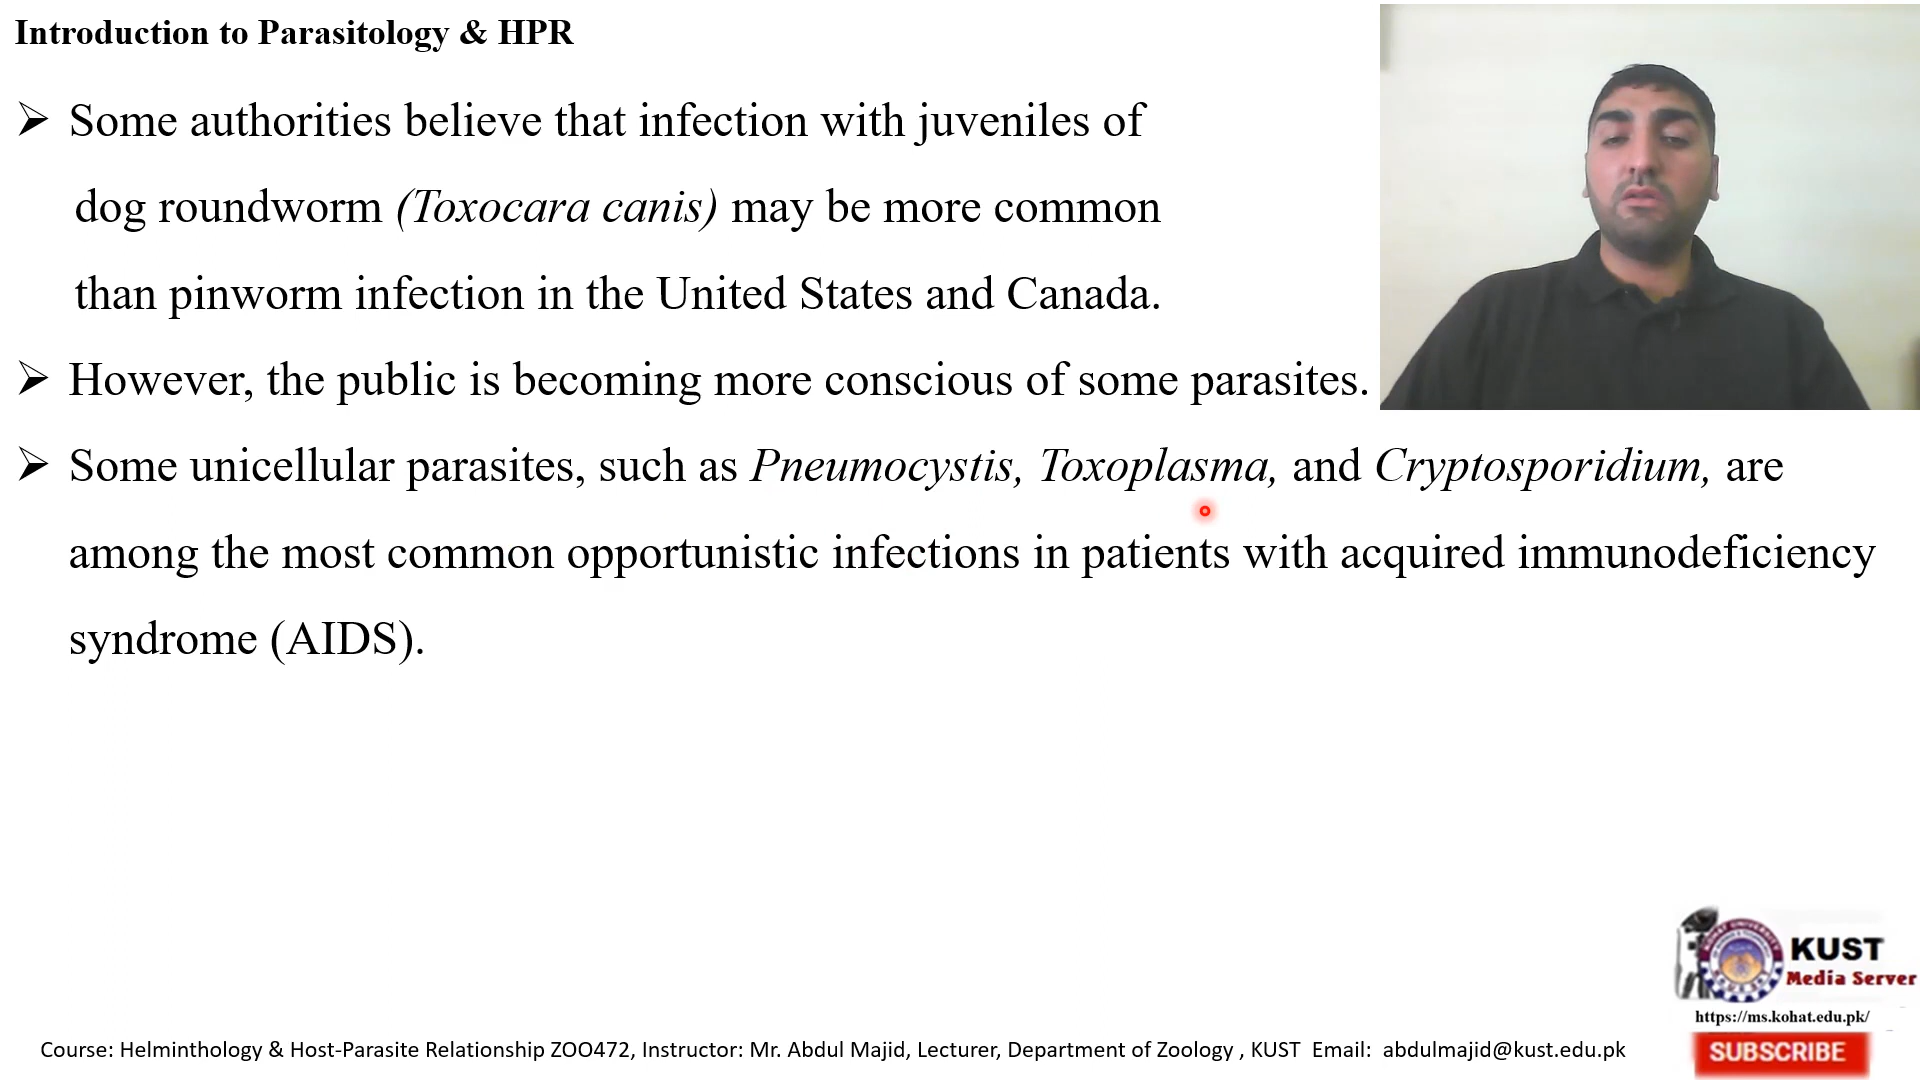 Introduction to Parasitology & HPR
➢ Some authorities believe that infection with juveniles of
dog roundworm (Toxocara canis) may be more common
than pinworm infection in the United States and Canada.
➢ However, the public is becoming more conscious of some parasites.
➢ Some unicellular parasites, such as Pneumocystis, Toxoplasma, and Cryptosporidium, are
among the most common opportunistic infections in patients with acquired immunodeficiency
syndrome (AIDS).
KUST
Media Server
https://ms.kohat.edu.pk/
SUBSCRIBE
Course: Helminthology & Host-Parasite Relationship ZOO472, Instructor: Mr. Abdul Majid, Lecturer, Department of Zoology , KUST Email: abdulmajid@kust.edu.pk